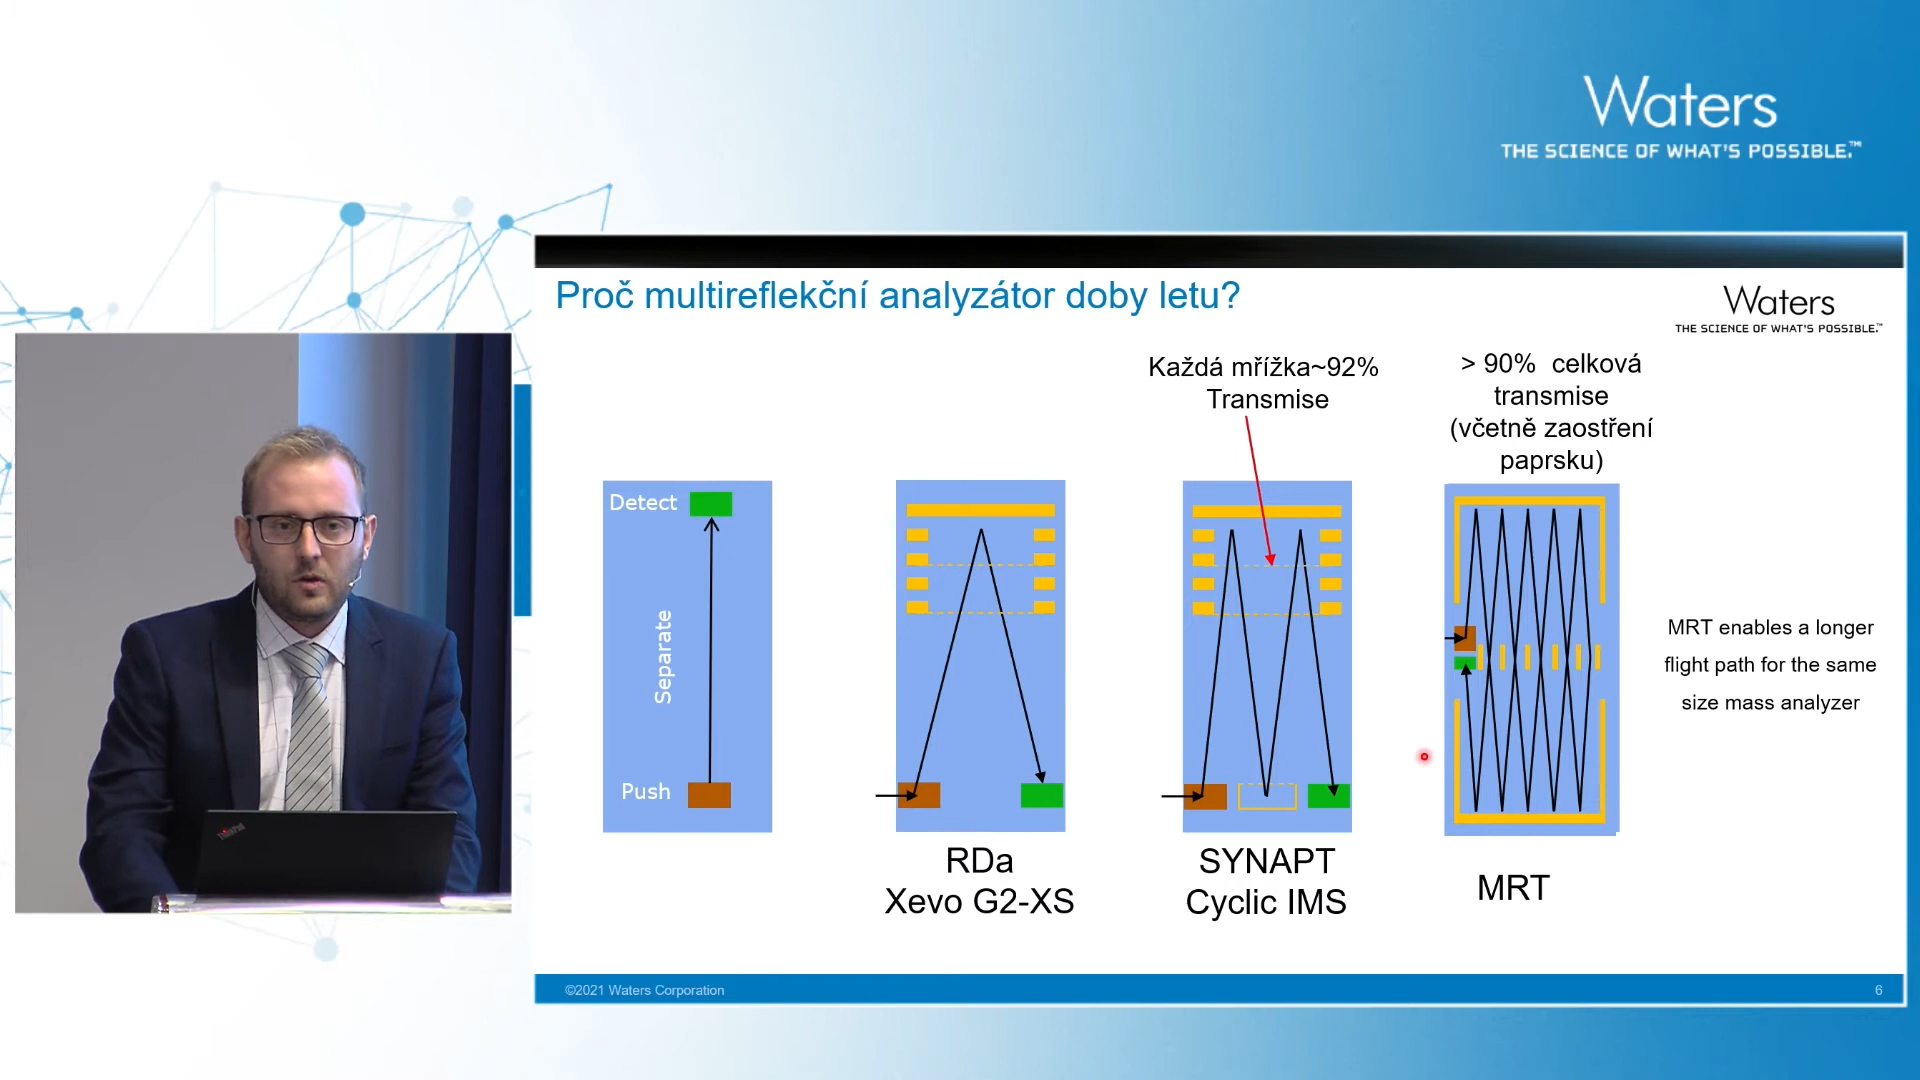 Waters
THE SCIENCE OF WHAT'S POSSIBLE.™
Proč multireflekční analyzátor doby letu?
Waters
THE SCIENCE OF WHAT'S POSSIBLE.™
Každá mřížka~92%
Transmise
> 90% celková
transmise
(včetně zaostření
paprsku)
Detect
Separate
Push
MRT enables a longer
flight path for the same
size mass analyzer
RDa
Xevo G2-XS
SYNAPT
Cyclic IMS
MRT
ThinkPad
©2021 Waters Corporation
6